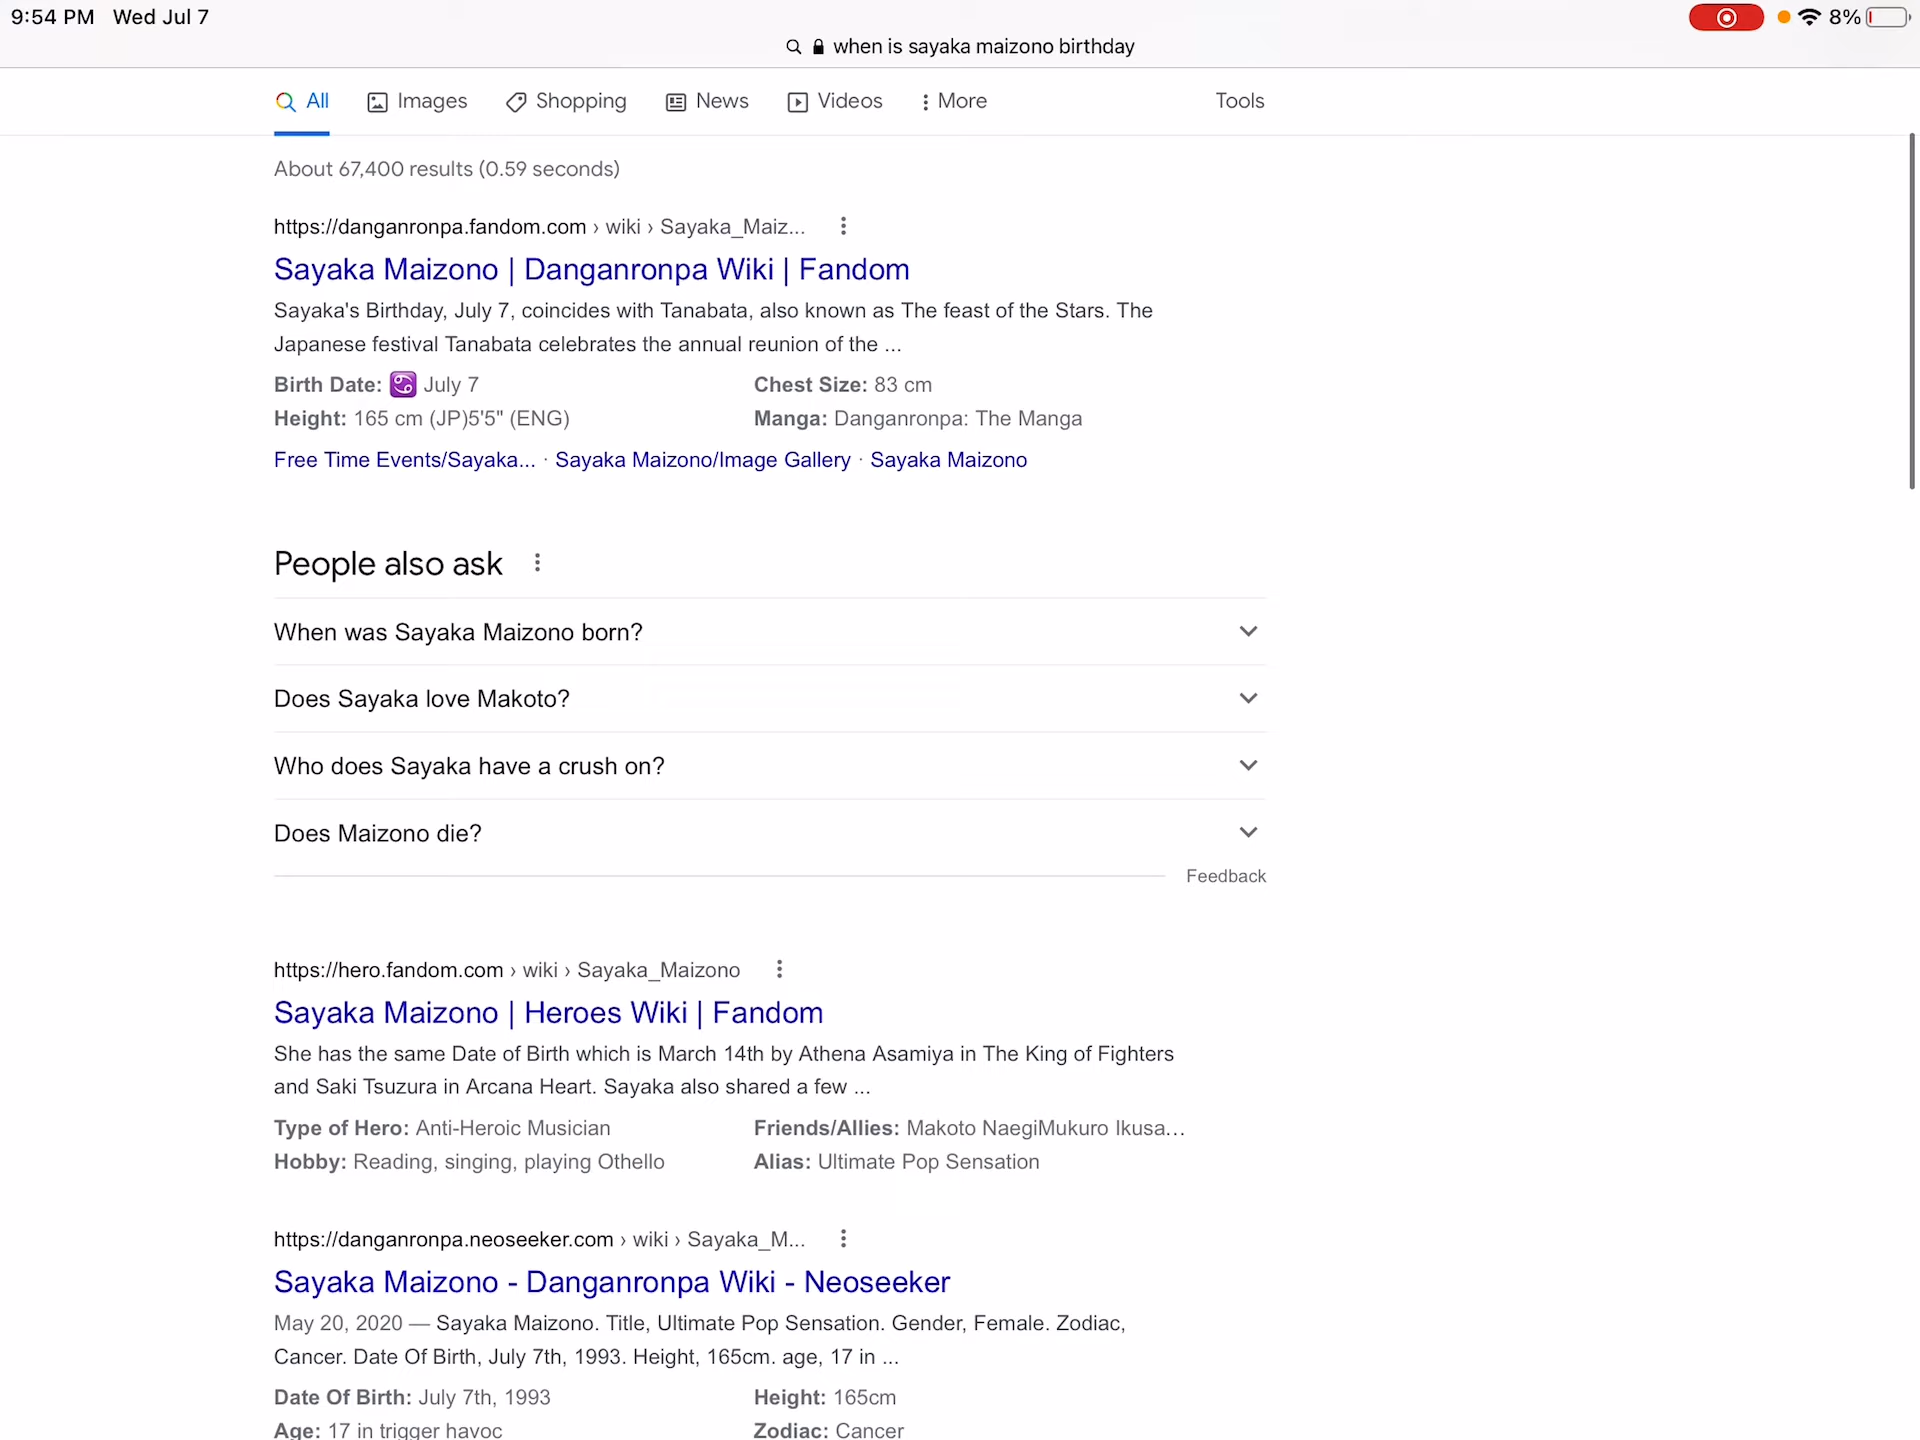 9:54 PM Wed Jul 7
8%
when is sayaka maizono birthday
All Images Shopping News Videos More Tools
About 67,400 results (0.59 seconds)
https://danganronpa.fandom.com › wiki › Sayaka_Maiz...
Sayaka Maizono | Danganronpa Wiki | Fandom
Sayaka's Birthday, July 7, coincides with Tanabata, also known as The feast of the Stars. The
Japanese festival Tanabata celebrates the annual reunion of the ...
Birth Date: ♋ July 7 Chest Size: 83 cm
Height: 165 cm (JP)5'5" (ENG) Manga: Danganronpa: The Manga
Free Time Events/Sayaka... · Sayaka Maizono/Image Gallery · Sayaka Maizono
People also ask
When was Sayaka Maizono born?
Does Sayaka love Makoto?
Who does Sayaka have a crush on?
Does Maizono die?
Feedback
https://hero.fandom.com › wiki › Sayaka_Maizono
Sayaka Maizono | Heroes Wiki | Fandom
She has the same Date of Birth which is March 14th by Athena Asamiya in The King of Fighters
and Saki Tsuzura in Arcana Heart. Sayaka also shared a few ...
Type of Hero: Anti-Heroic Musician Friends/Allies: Makoto NaegiMukuro Ikusa...
Hobby: Reading, singing, playing Othello Alias: Ultimate Pop Sensation
https://danganronpa.neoseeker.com › wiki › Sayaka_M...
Sayaka Maizono - Danganronpa Wiki - Neoseeker
May 20, 2020 — Sayaka Maizono. Title, Ultimate Pop Sensation. Gender, Female. Zodiac,
Cancer. Date Of Birth, July 7th, 1993. Height, 165cm. age, 17 in ...
Date Of Birth: July 7th, 1993 Height: 165cm
Age: 17 in trigger havoc Zodiac: Cancer